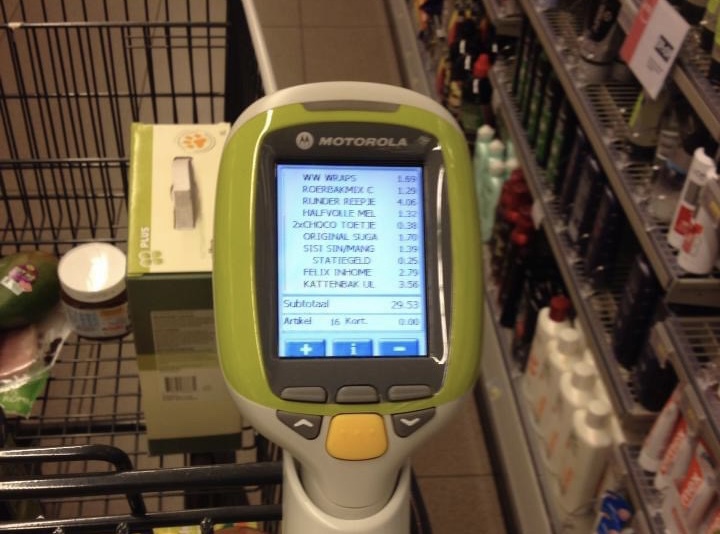 MOTOROLA
WW WRAPS 1.69
ROERBAKMIX C 1.29
RUNDER REEPJE 4.06
HALFVOLLE MEL 1.32
2xCHOCO TOETJE 0.38
ORIGINAL SUGA 1.70
SISI SIN/MANG 1.39
STATIEGELD 0.25
FELIX INHOME 2.79
KATTENBAK UL 3.56
Subtotaal 29.53
Artikel 16 Kort. 0.00
+ i -
PLUS